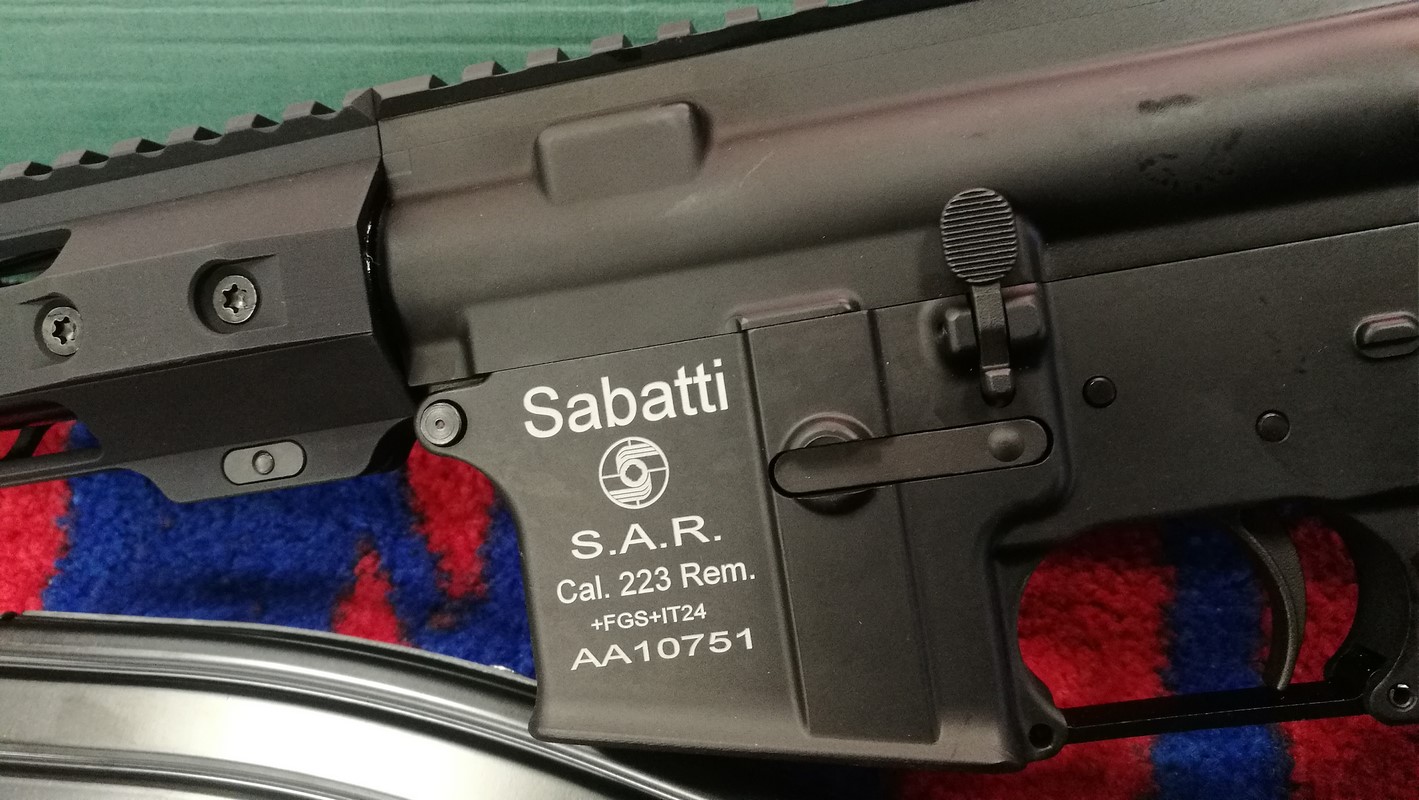 Sabatti
S.A.R.
Cal. 223 Rem.
+FGS+IT24
AA10751